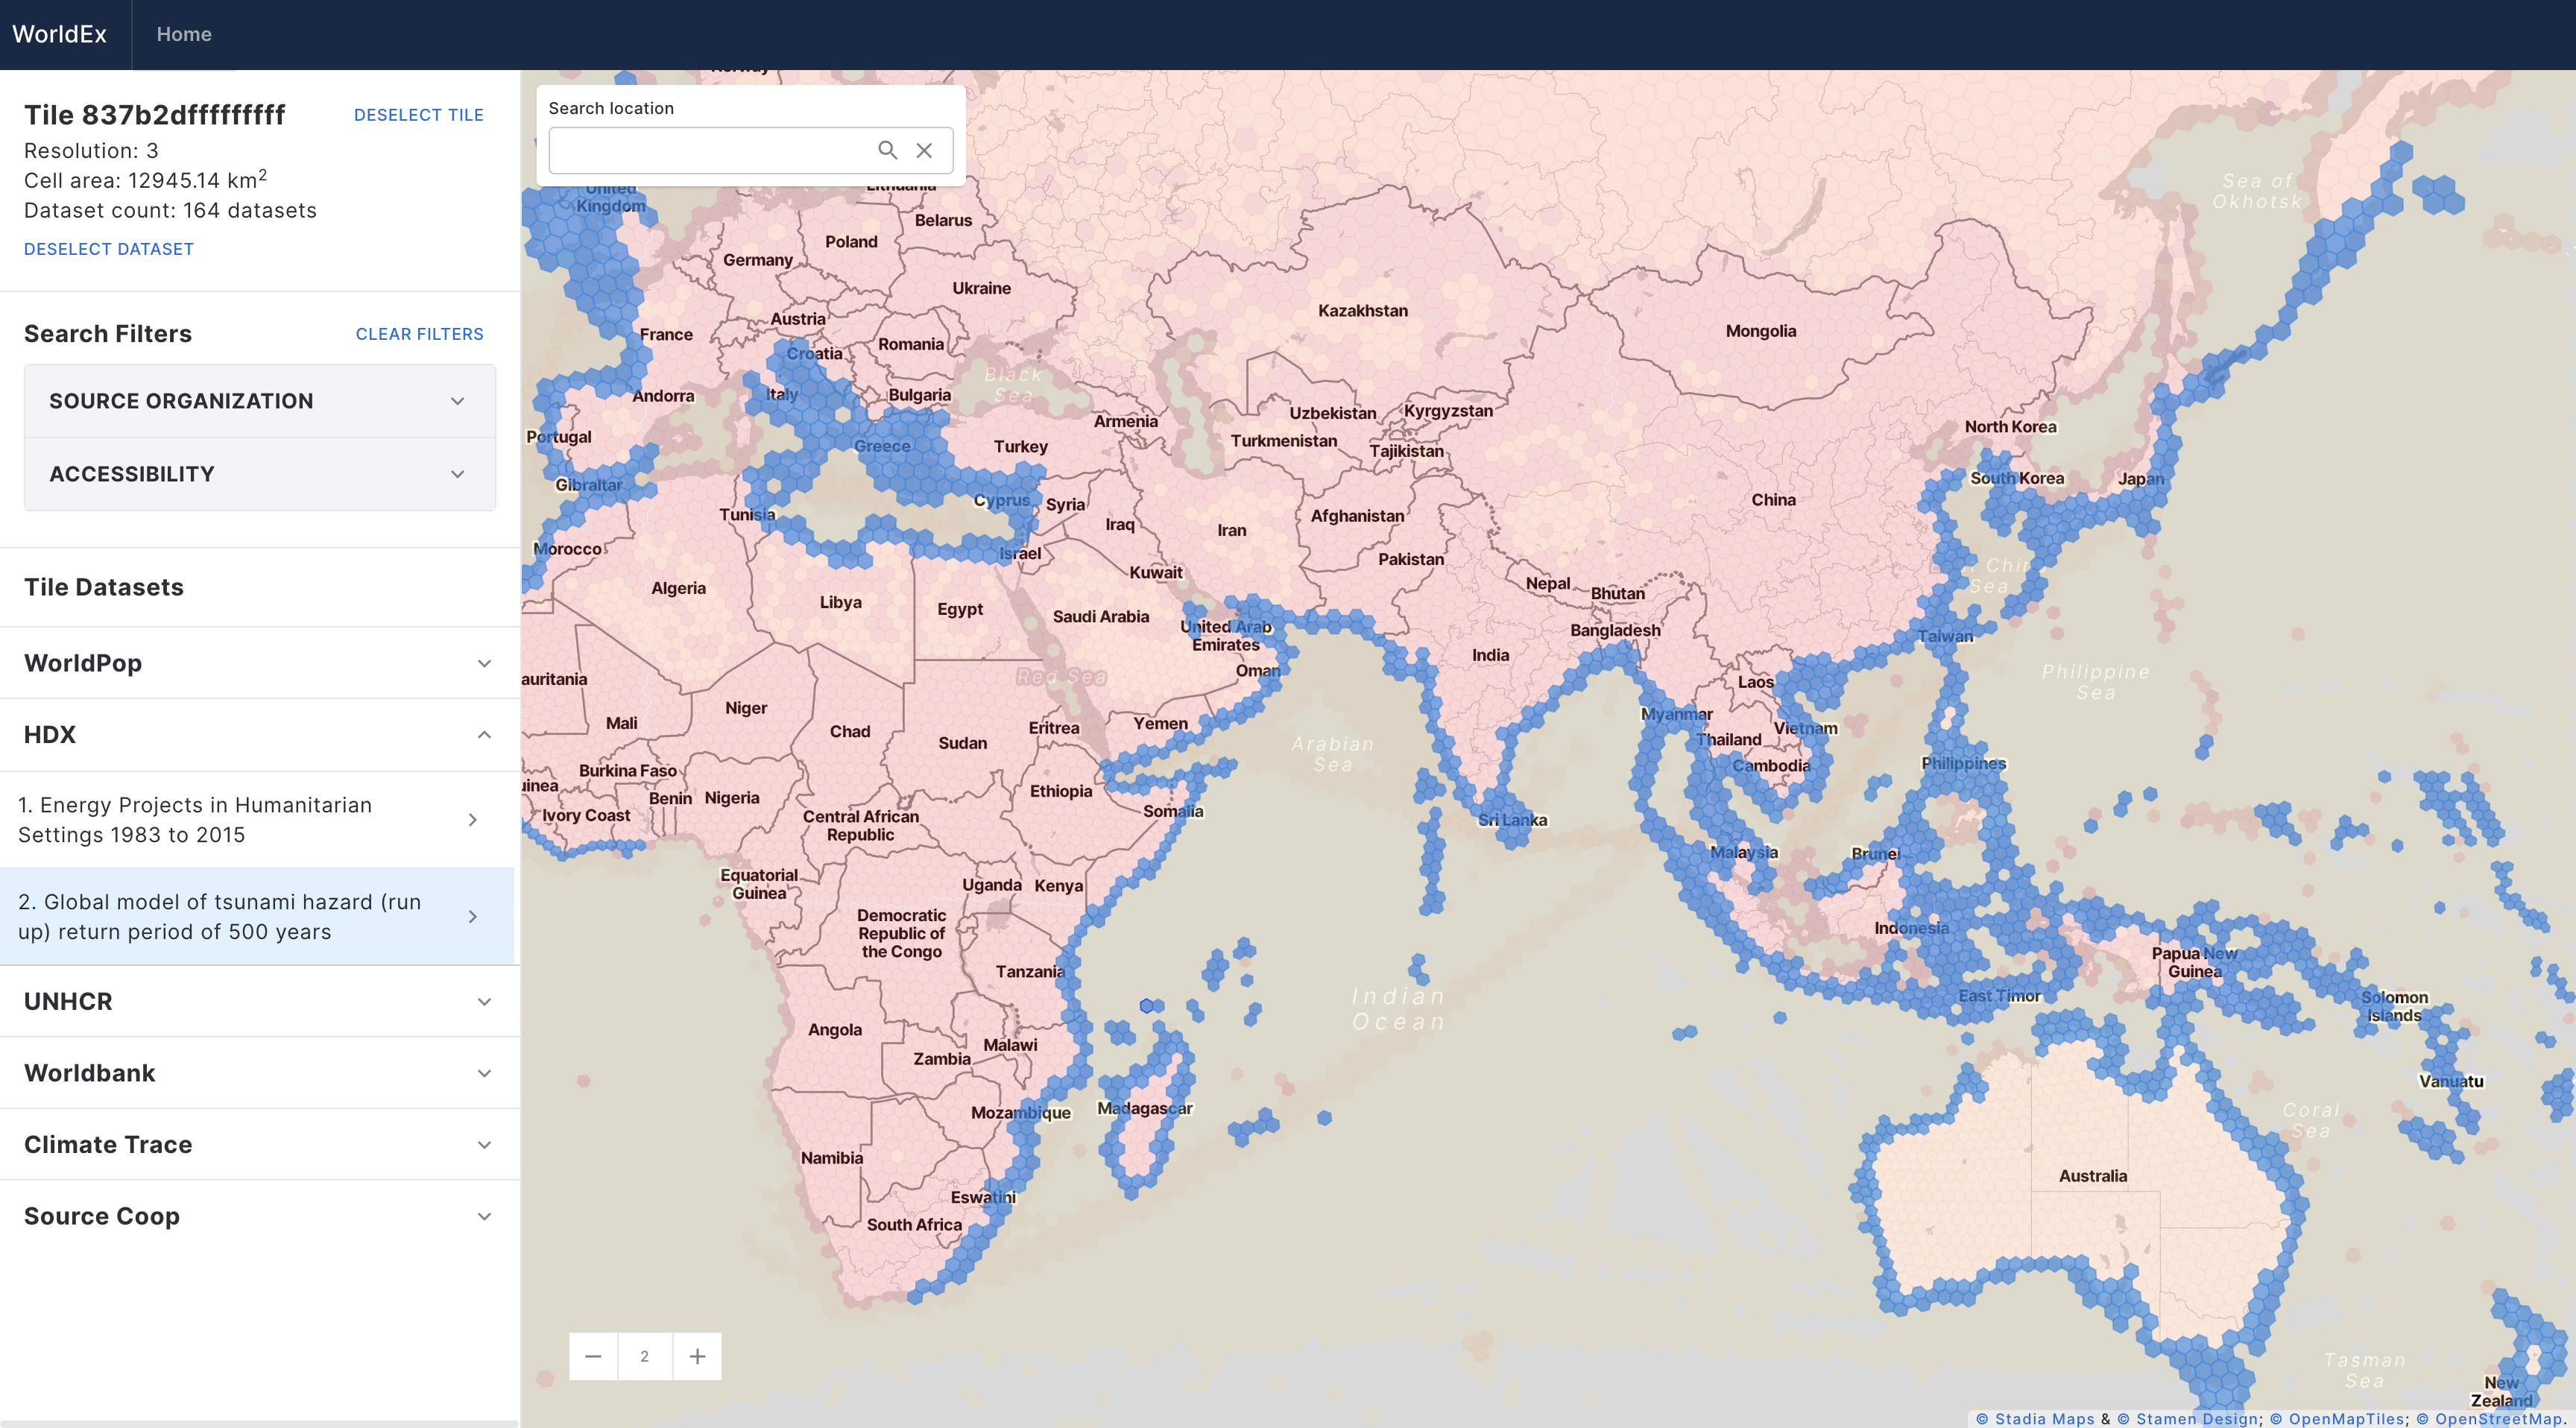 WorldEx
Home
Tile 837b2dfffffffff
DESELECT TILE
Resolution: 3
Cell area: 12945.14 km2
Dataset count: 164 datasets
DESELECT DATASET
Search Filters
CLEAR FILTERS
SOURCE ORGANIZATION
ACCESSIBILITY
Tile Datasets
WorldPop
HDX
1. Energy Projects in Humanitarian
Settings 1983 to 2015
2. Global model of tsunami hazard (run
up) return period of 500 years
UNHCR
Worldbank
Climate Trace
Source Coop
Search location
Norway
United
Kingdom
Lithuania
Belarus
Poland
Germany
Ukraine
Austria
France
Croatia
Romania
Andorra
Italy
Bulgaria
Black
Sea
Portugal
Greece
Turkey
Armenia
Gibraltar
Cyprus
Syria
Tunisia
Iraq
Iran
Morocco
Israel
Kuwait
Algeria
Libya
Egypt
Saudi Arabia
United Arab
Emirates
Oman
Red Sea
Yemen
Kazakhstan
Mongolia
Uzbekistan
Kyrgyzstan
Turkmenistan
Tajikistan
Afghanistan
Pakistan
China
North Korea
South Korea
Japan
Sea of
Okhotsk
Nepal
Bhutan
Bangladesh
India
Taiwan
Sea
Philippine
Sea
Laos
Myanmar
Vietnam
Thailand
Cambodia
Philippines
Arabian
Sea
Sri Lanka
Malaysia
Brunei
Indonesia
East Timor
Papua New
Guinea
Solomon
Islands
Vanuatu
Coral
Sea
Australia
Tasman
Sea
New
Zealand
auritania
Mali
Niger
Chad
Sudan
Eritrea
Burkina Faso
uinea
Benin
Nigeria
Ivory Coast
Ethiopia
Somalia
Central African
Republic
Equatorial
Guinea
Uganda
Kenya
Democratic
Republic of
the Congo
Tanzania
Indian
Ocean
Angola
Malawi
Zambia
Mozambique
Madagascar
Namibia
Eswatini
South Africa
2
© Stadia Maps & © Stamen Design; © OpenMapTiles; © OpenStreetMap.